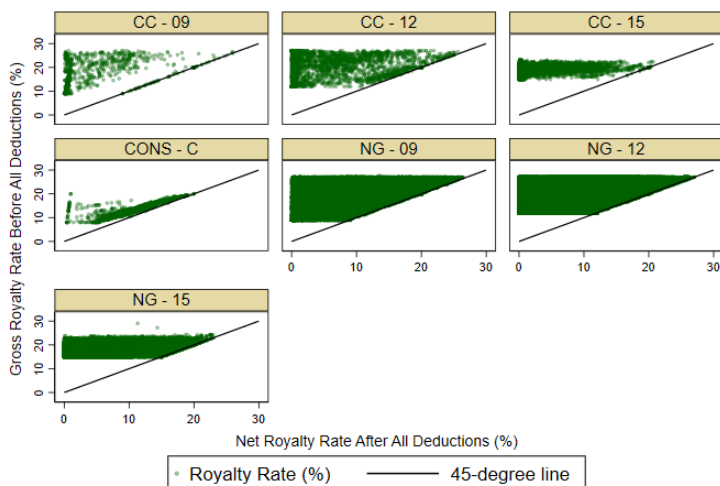 CC - 09
CC - 12
CC - 15
30
20
10
0
CONS - C
NG - 09
NG - 12
30
20
10
0
0
10
20
30
0
10
20
30
NG - 15
30
20
10
0
0
10
20
30
Gross Royalty Rate Before All Deductions (%)
Net Royalty Rate After All Deductions (%)
Royalty Rate (%)
45-degree line